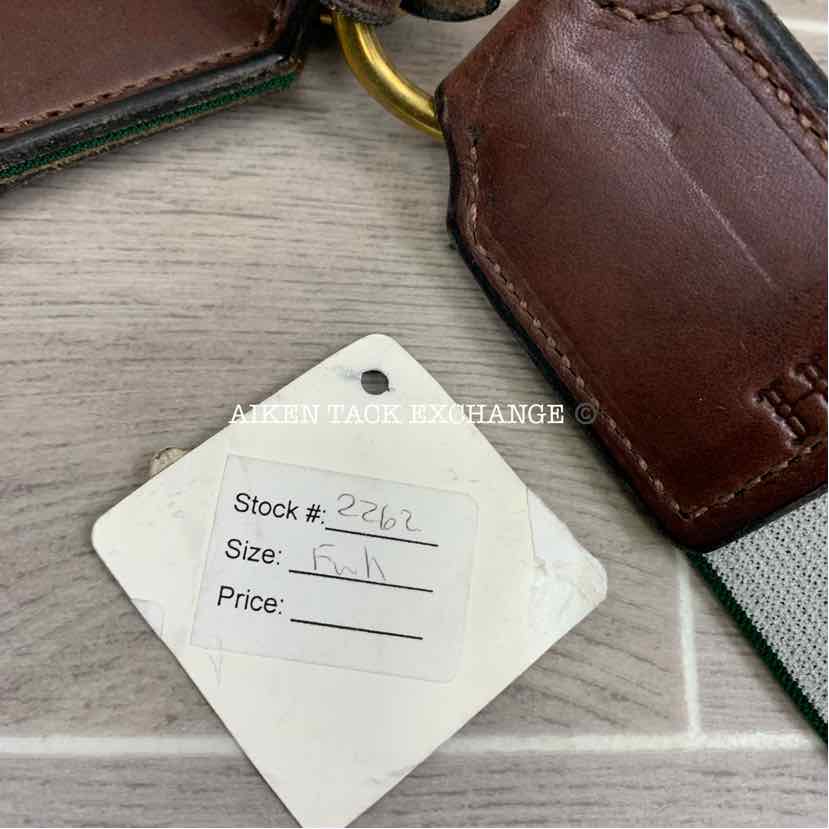 AIKEN TACK EXCHANGE ©
Stock #: 2262
Size: Full
Price: